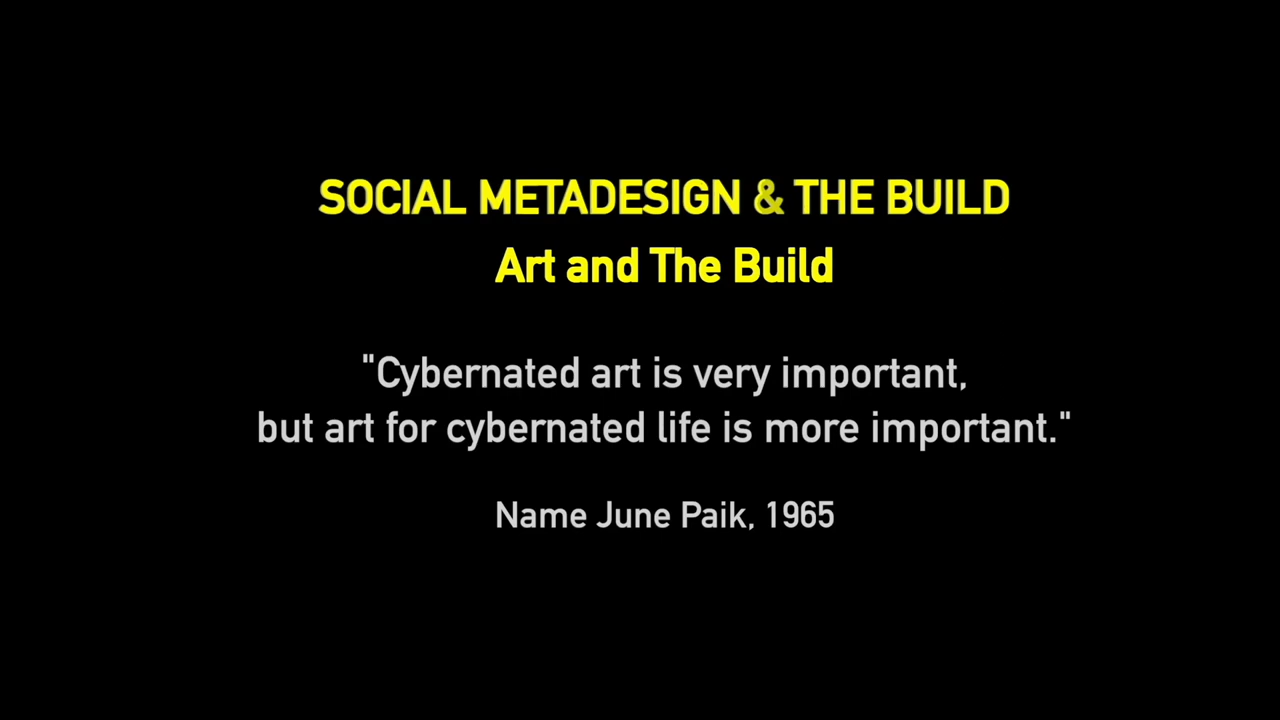 SOCIAL METADESIGN & THE BUILD
Art and The Build
"Cybernated art is very important,
but art for cybernated life is more important."
Name June Paik, 1965